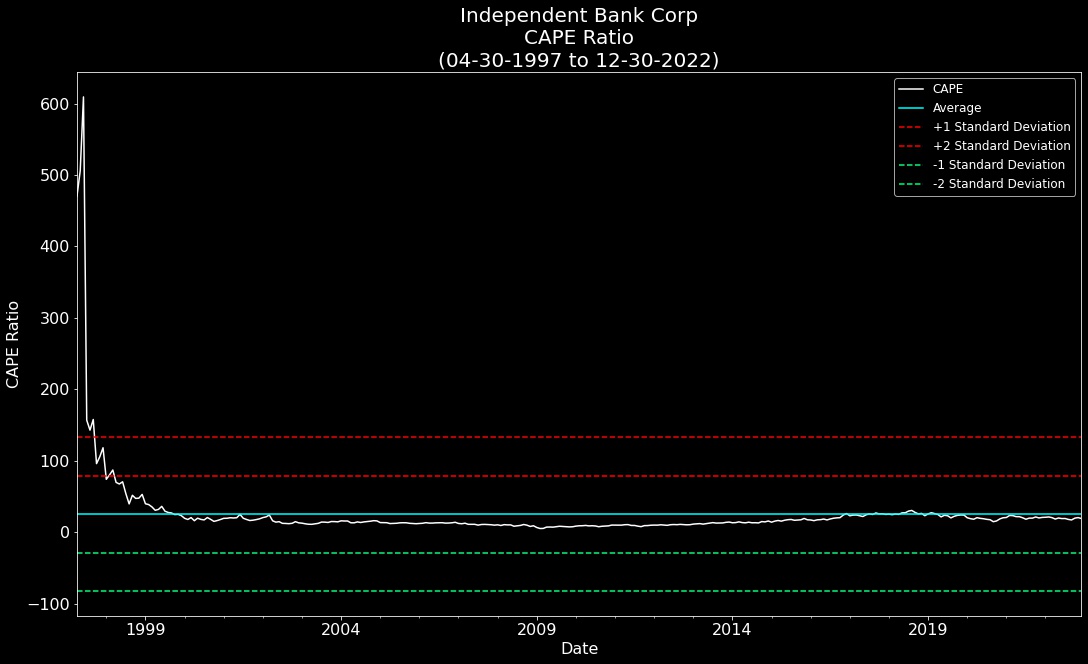 Independent Bank Corp
CAPE Ratio
(04-30-1997 to 12-30-2022)
CAPE
Average
+1 Standard Deviation
+2 Standard Deviation
-1 Standard Deviation
-2 Standard Deviation
CAPE Ratio
600
500
400
300
200
100
0
−100
1999
2004
2009
2014
2019
Date